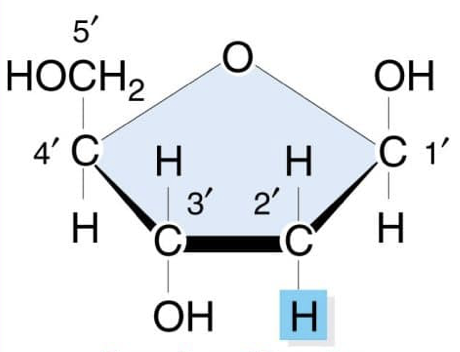 5′
HOCH₂ O OH
4′ C H H C 1′
H 3′ 2′ H
C C
OH H